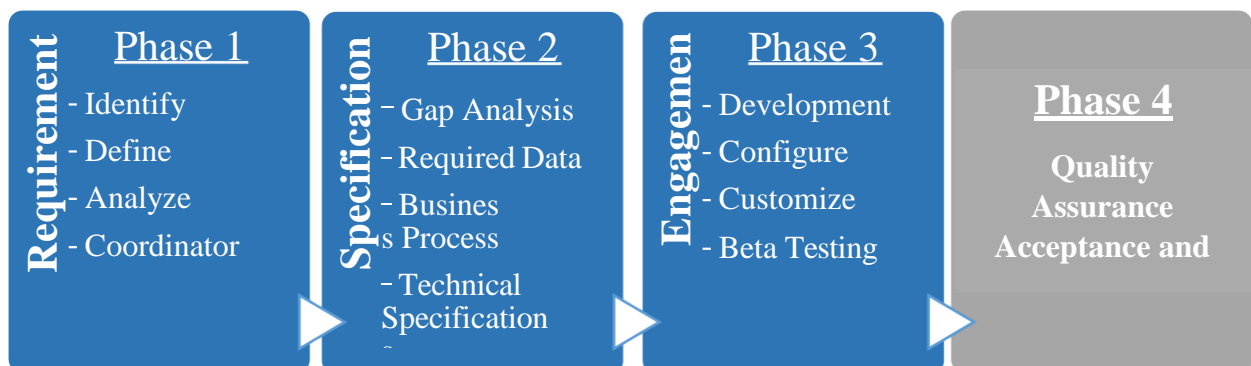 Requirement
Phase 1
- Identify
- Define
- Analyze
- Coordinator
Specification
Phase 2
- Gap Analysis
- Required Data
- Busines
s Process
- Technical
Specification
s
Engagemen
Phase 3
- Development
- Configure
- Customize
- Beta Testing
Phase 4
Quality
Assurance
Acceptance and